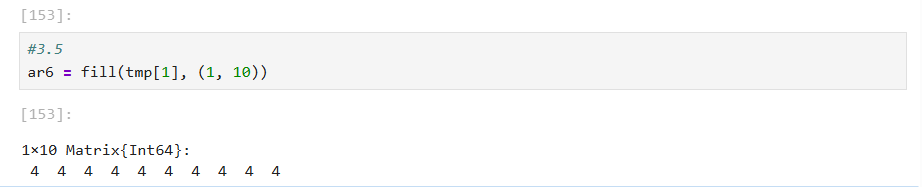 [153]:
#3.5
ar6 = fill(tmp[1], (1, 10))
[153]:
1×10 Matrix{Int64}:
4 4 4 4 4 4 4 4 4 4